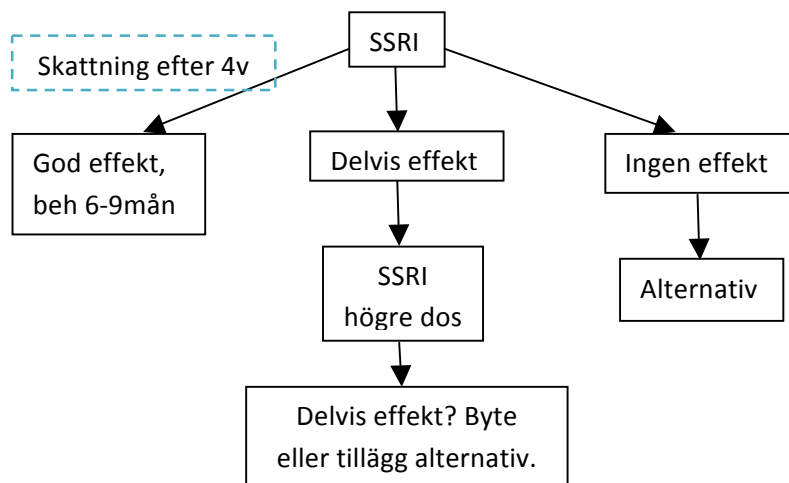 SSRI
Skattning efter 4v
God effekt,
beh 6-9mån
Delvis effekt
Ingen effekt
SSRI
högre dos
Alternativ
Delvis effekt? Byte
eller tillägg alternativ.